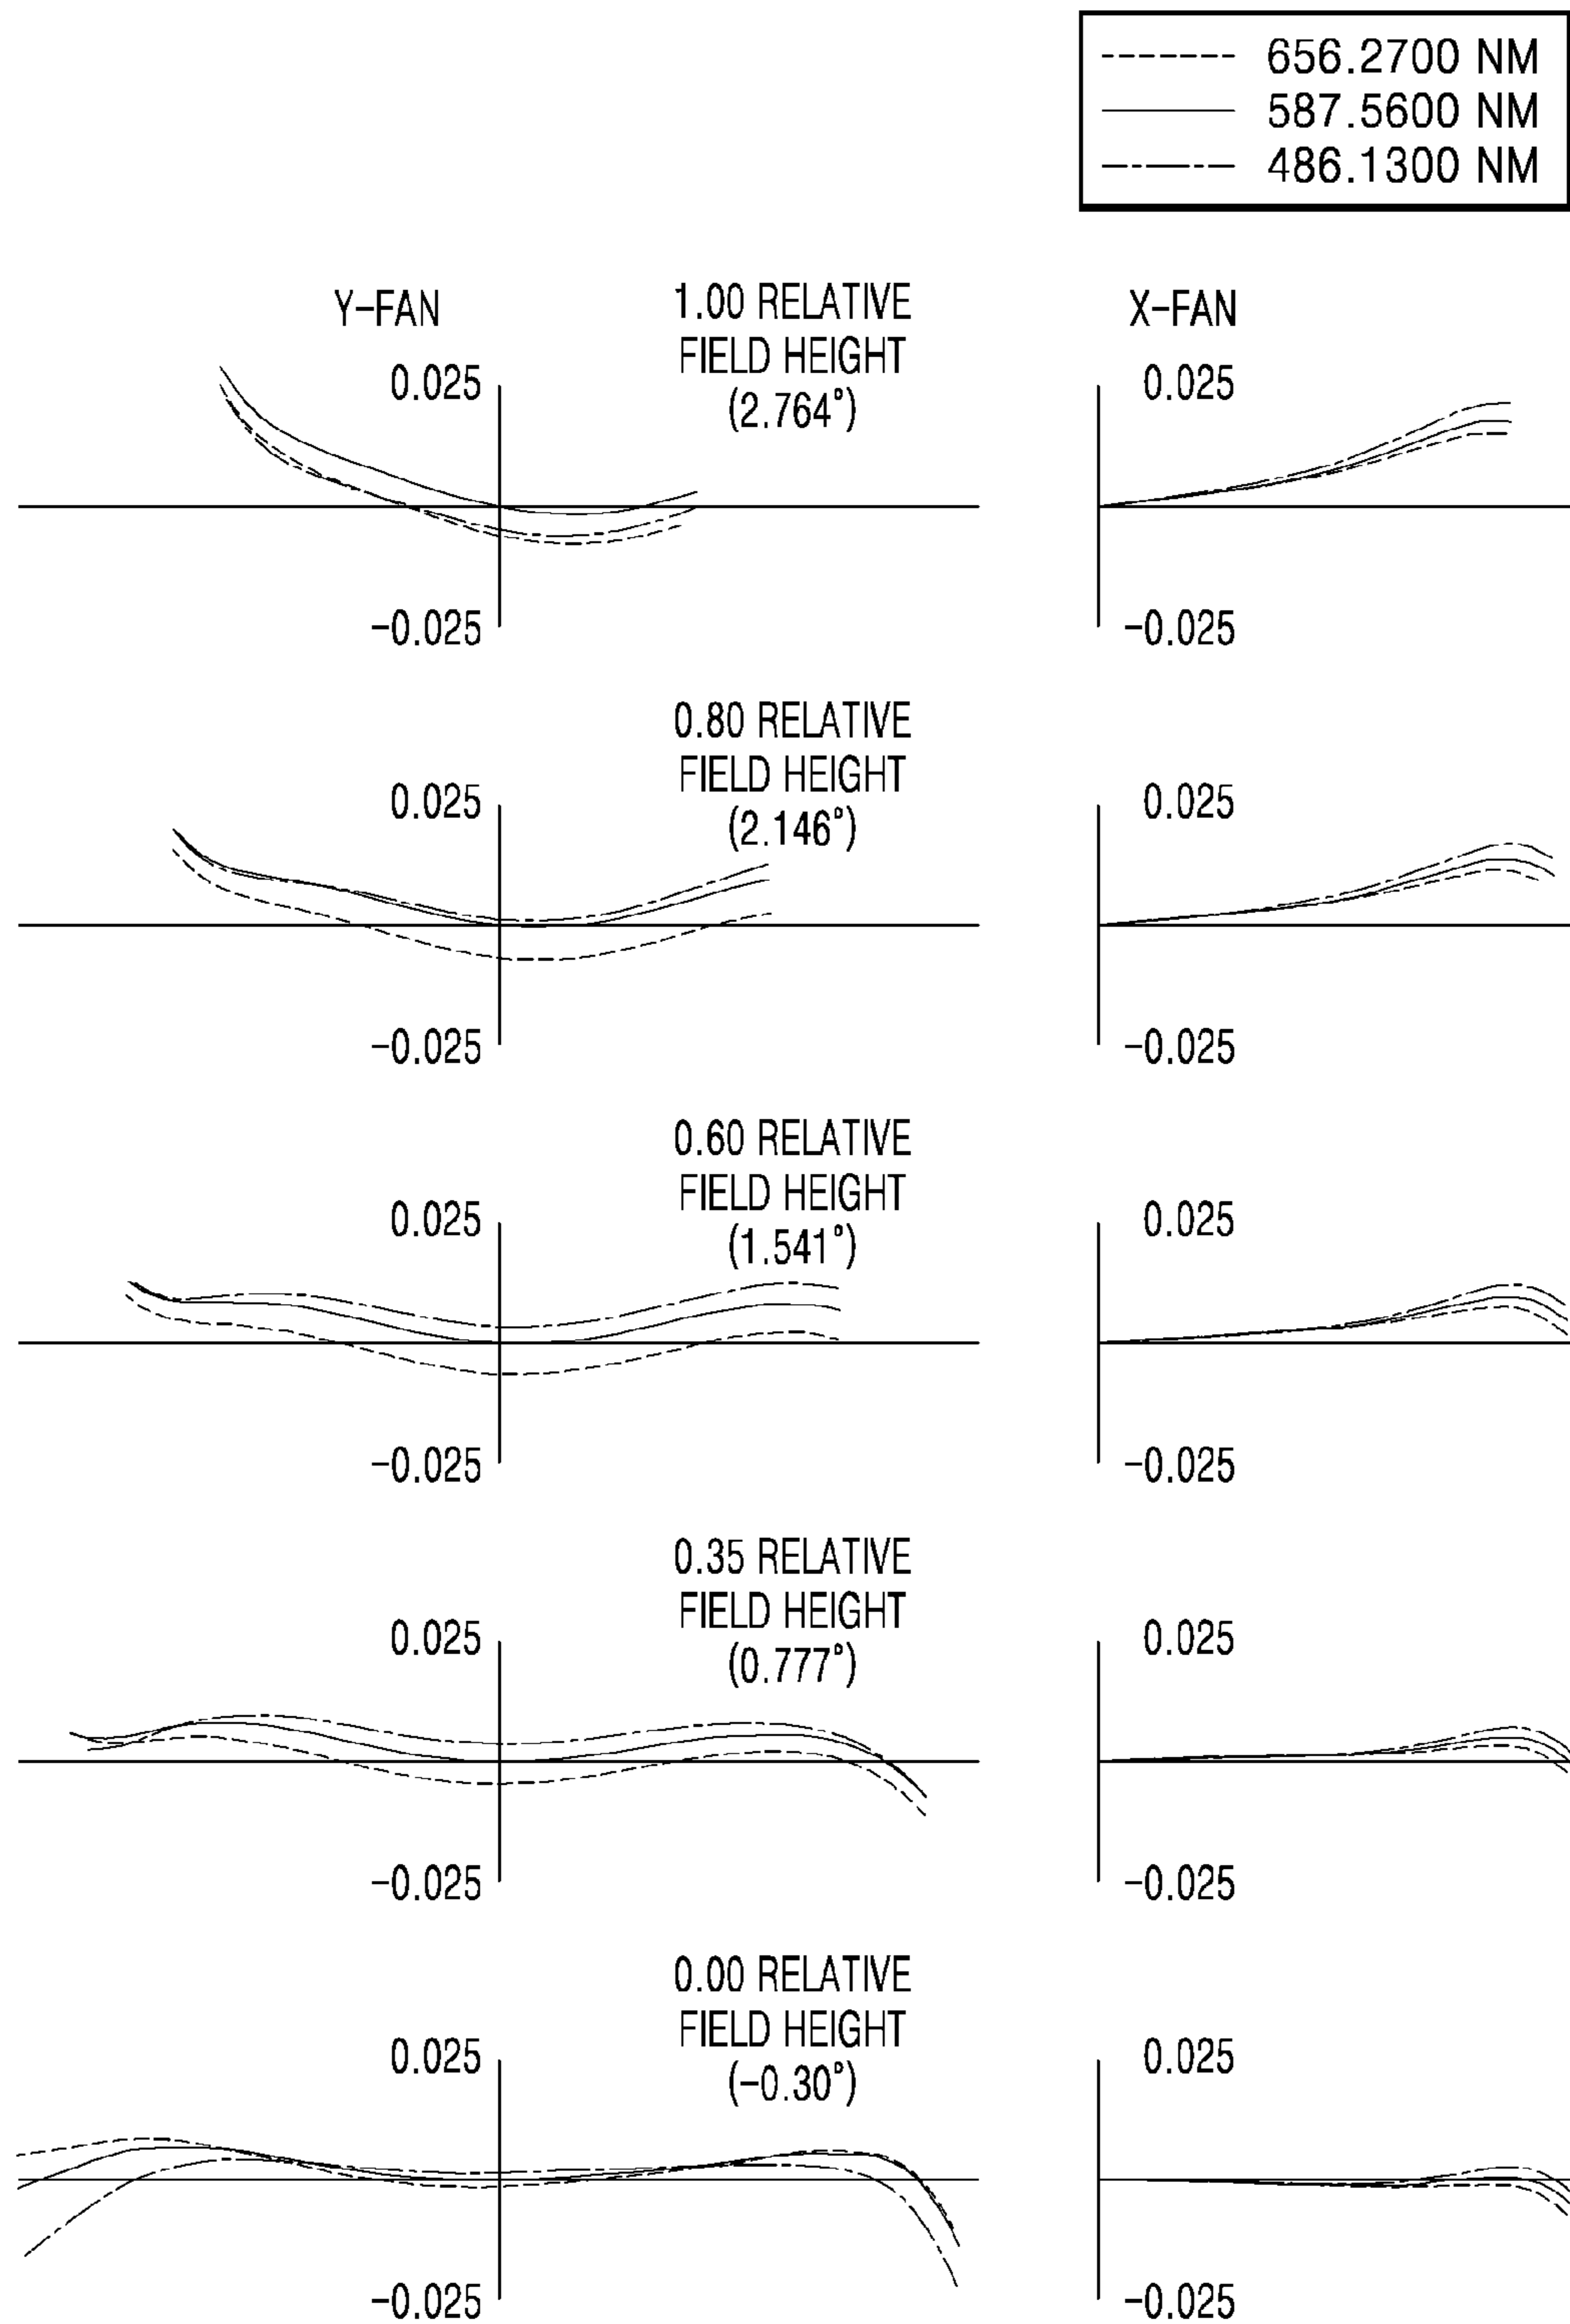 656.2700 NM
587.5600 NM
486.1300 NM
Y-FAN
1.00 RELATIVE
FIELD HEIGHT
(2.764°)
X-FAN
0.025
0.025
-0.025
-0.025
0.80 RELATIVE
FIELD HEIGHT
(2.146°)
0.025
0.025
-0.025
-0.025
0.60 RELATIVE
FIELD HEIGHT
(1.541°)
0.025
0.025
-0.025
-0.025
0.35 RELATIVE
FIELD HEIGHT
(0.777°)
0.025
0.025
-0.025
-0.025
0.00 RELATIVE
FIELD HEIGHT
(-0.30°)
0.025
0.025
-0.025
-0.025